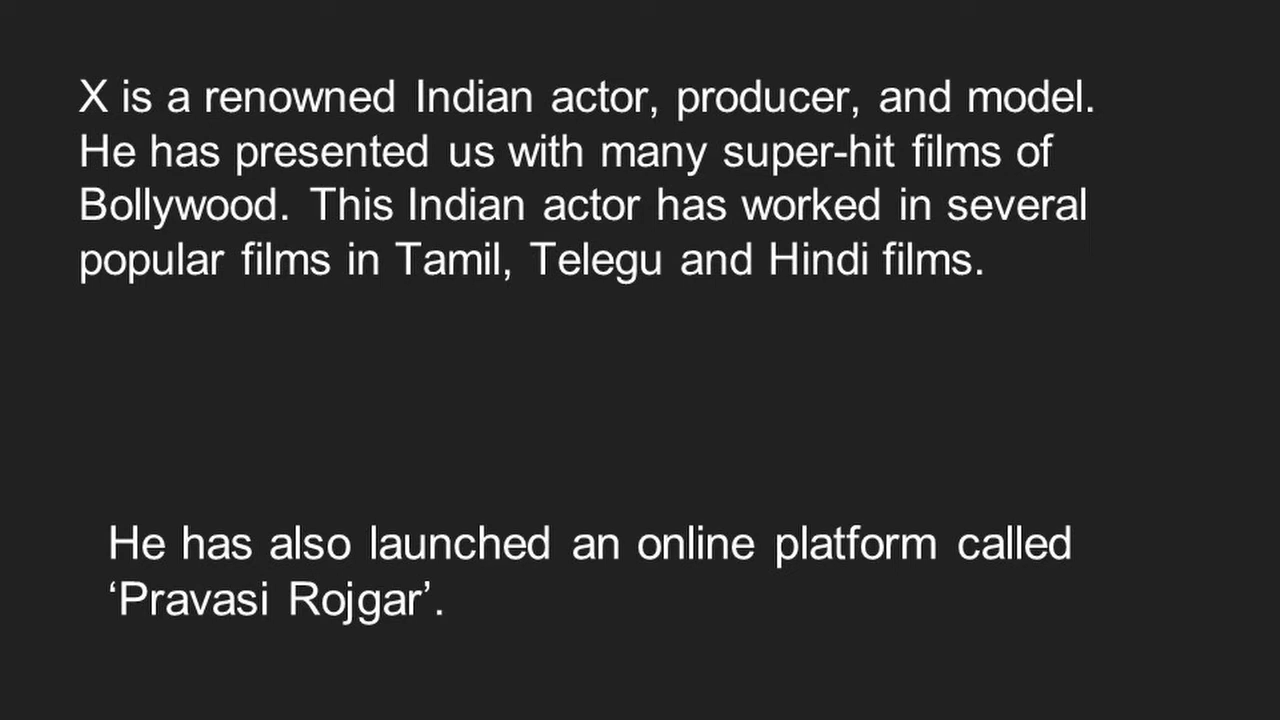 X is a renowned Indian actor, producer, and model.
He has presented us with many super-hit films of
Bollywood. This Indian actor has worked in several
popular films in Tamil, Telegu and Hindi films.
He has also launched an online platform called
‘Pravasi Rojgar’.